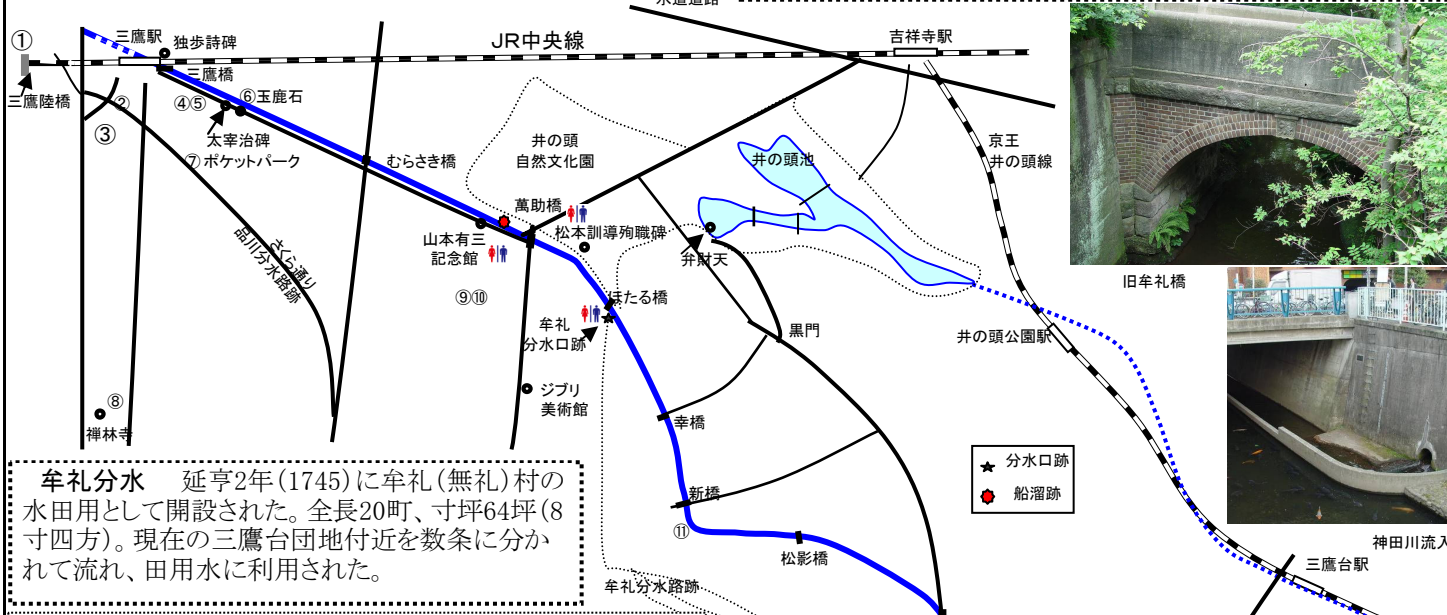 水道道路
①
三鷹駅
独歩詩碑
JR中央線
吉祥寺駅
三鷹陸橋
三鷹橋
②
④⑤
⑥玉鹿石
③
太宰治碑
⑦ポケットパーク
むらさき橋
井の頭
自然文化園
井の頭池
京王
井の頭線
さくら通り
品川分水路跡
萬助橋
山本有三
記念館
松本訓導殉職碑
弁財天
旧牟礼橋
⑨⑩
ほたる橋
牟礼
分水口跡
黒門
井の頭公園駅
ジブリ
美術館
⑧
禅林寺
幸橋
分水口跡
船溜跡
新橋
⑪
松影橋
神田川流入
三鷹台駅
牟礼分水路跡
牟礼分水 延享2年(1745)に牟礼(無礼)村の
水田用として開設された。全長20町、寸坪64坪(8
寸四方)。現在の三鷹台団地付近を数条に分か
れて流れ、田用水に利用された。